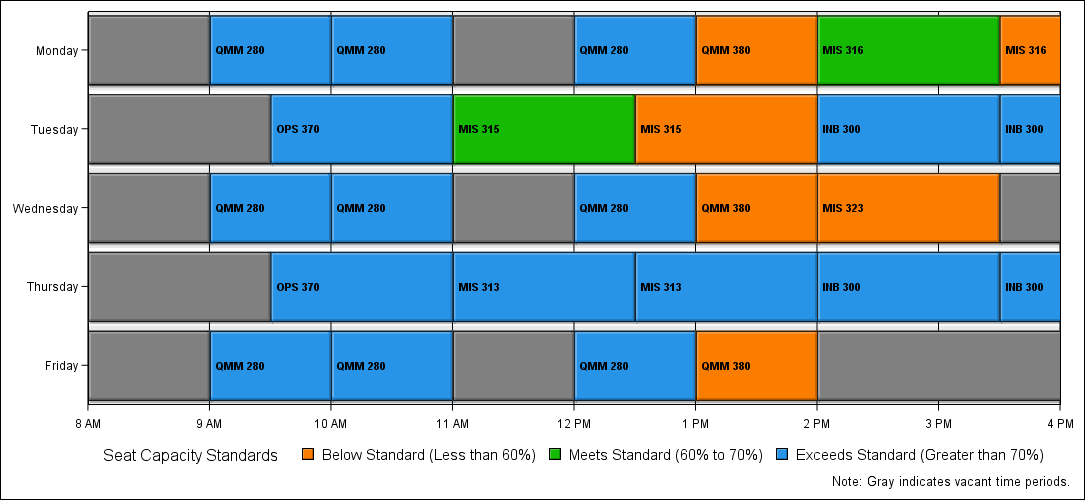 Monday QMM 280 QMM 280 QMM 280 QMM 380 MIS 316 MIS 316
Tuesday OPS 370 MIS 315 MIS 315 INB 300 INB 300
Wednesday QMM 280 QMM 280 QMM 280 QMM 380 MIS 323
Thursday OPS 370 MIS 313 MIS 313 INB 300 INB 300
Friday QMM 280 QMM 280 QMM 280 QMM 380
8 AM 9 AM 10 AM 11 AM 12 PM 1 PM 2 PM 3 PM 4 PM
Seat Capacity Standards Below Standard (Less than 60%) Meets Standard (60% to 70%) Exceeds Standard (Greater than 70%)
Note: Gray indicates vacant time periods.